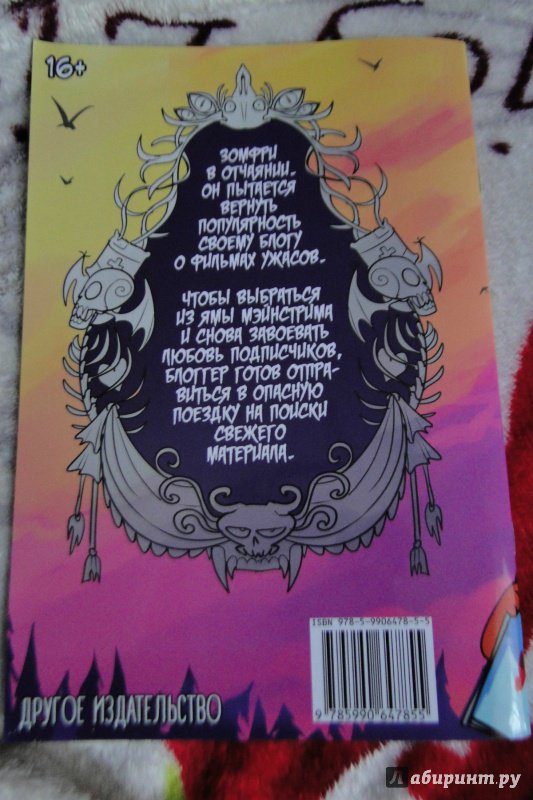 16+
ЗОМФРИ
В ОТЧАЯНИИ.
ОН ПЫТАЕТСЯ
ВЕРНУТЬ
ПОПУЛЯРНОСТЬ
СВОЕМУ БЛОГУ
О ФИЛЬМАХ УЖАСОВ.
ЧТОБЫ ВЫБРАТЬСЯ
ИЗ ЯМЫ МЭЙНСТРИМА
И СНОВА ЗАВОЕВАТЬ
ЛЮБОВЬ ПОДПИСЧИКОВ,
БЛОГГЕР ГОТОВ ОТПРА-
ВИТЬСЯ В ОПАСНУЮ
ПОЕЗДКУ НА ПОИСКИ
СВЕЖЕГО
МАТЕРИАЛА.
ISBN 978-5-9906478-5-5
9 785990 647855
ДРУГОЕ ИЗДАТЕЛЬСТВО
Лабиринт.ру